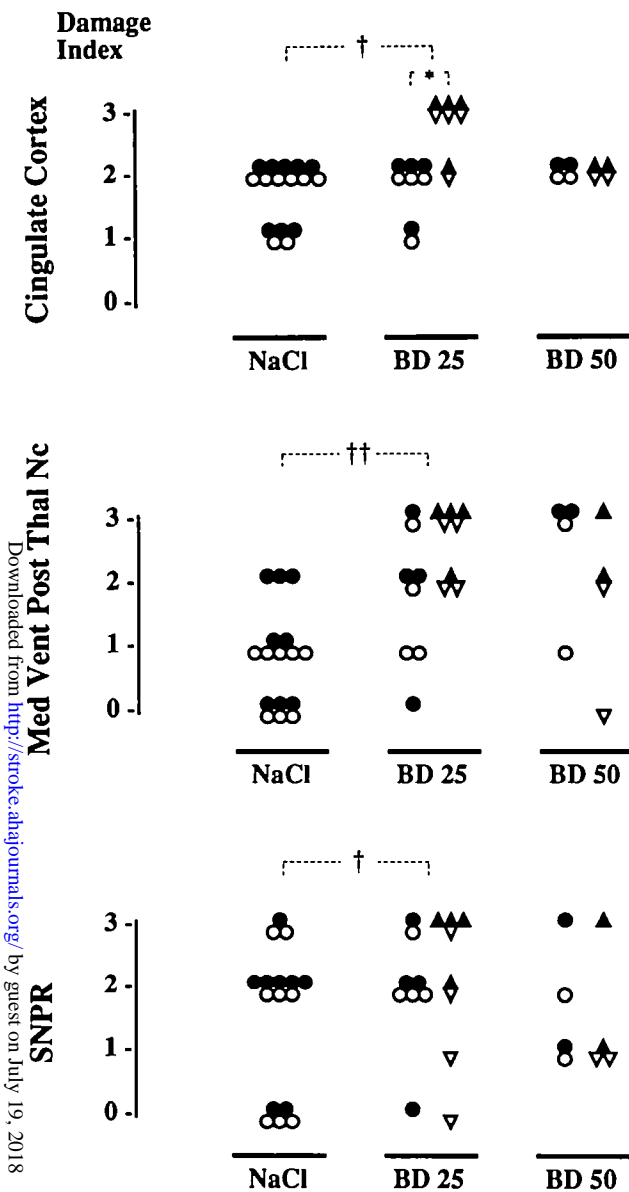 Damage
Index
†
*
Cingulate Cortex
3 -
2 -
1 -
0 -
NaCl BD 25 BD 50
††
Med Vent Post Thal Nc
3 -
2 -
1 -
0 -
NaCl BD 25 BD 50
†
SNPR
3 -
2 -
1 -
0 -
NaCl BD 25 BD 50
Downloaded from http://stroke.ahajournals.org/ by guest on July 19, 2018